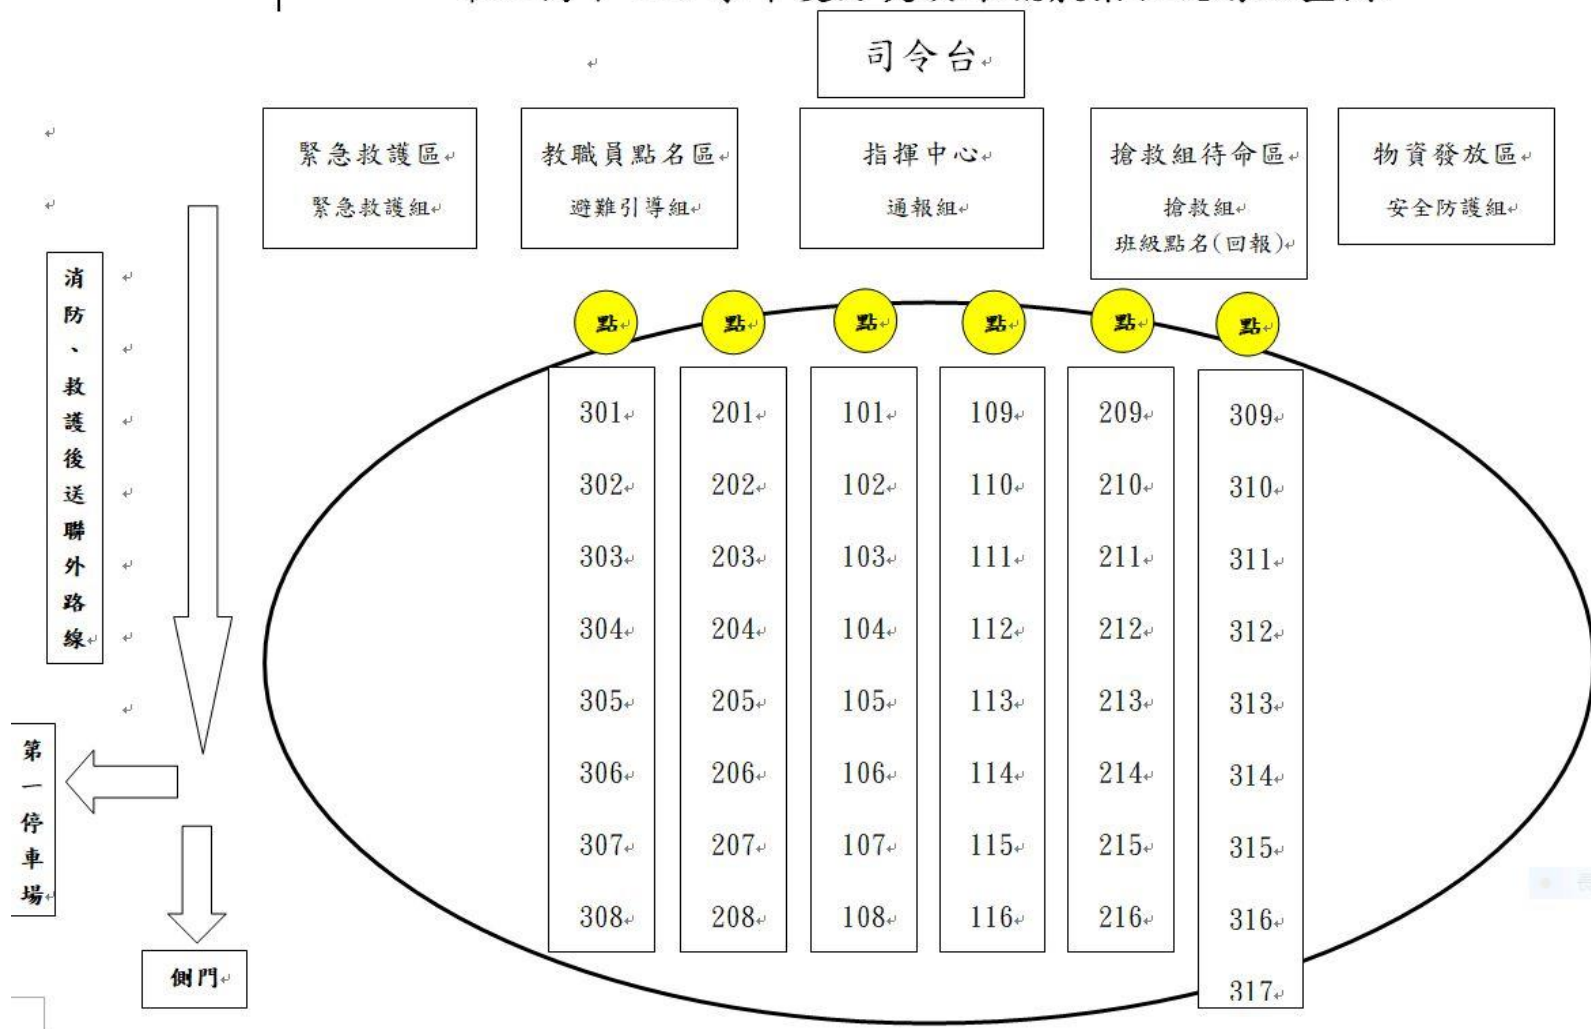 司令台
緊急救護區
緊急救護組
教職員點名區
避難引導組
指揮中心
通報組
搶救組待命區
搶救組
班級點名(回報)
物資發放區
安全防護組
消防、救護後送聯外路線
第一停車場
側門
點 點 點 點 點 點
301 201 101 109 209 309
302 202 102 110 210 310
303 203 103 111 211 311
304 204 104 112 212 312
305 205 105 113 213 313
306 206 106 114 214 314
307 207 107 115 215 315
308 208 108 116 216 316
317